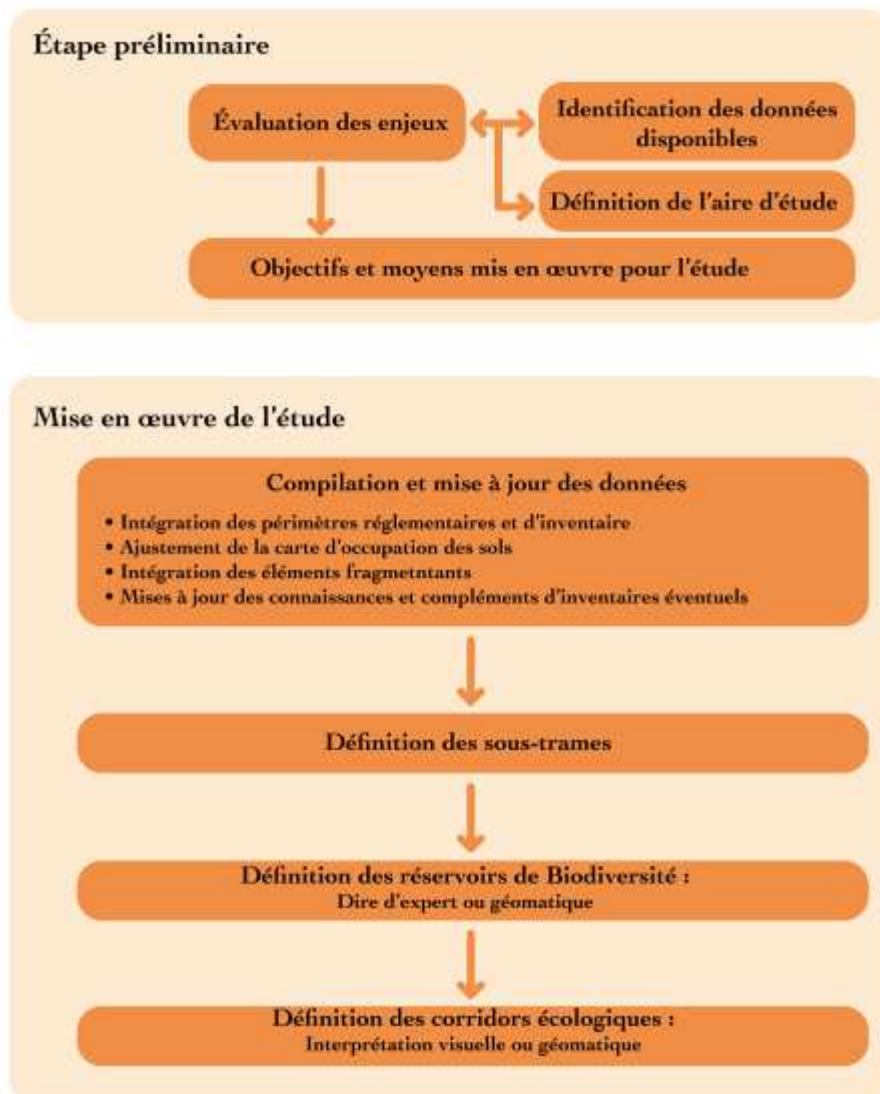 Étape préliminaire
Évaluation des enjeux
Identification des données
disponibles
Définition de l'aire d'étude
Objectifs et moyens mis en œuvre pour l'étude
Mise en œuvre de l'étude
Compilation et mise à jour des données
• Intégration des périmètres réglementaires et d'inventaire
• Ajustement de la carte d'occupation des sols
• Intégration des éléments fragmetntants
• Mises à jour des connaissances et compléments d'inventaires éventuels
Définition des sous-trames
Définition des réservoirs de Biodiversité :
Dire d'expert ou géomatique
Définition des corridors écologiques :
Interprétation visuelle ou géomatique